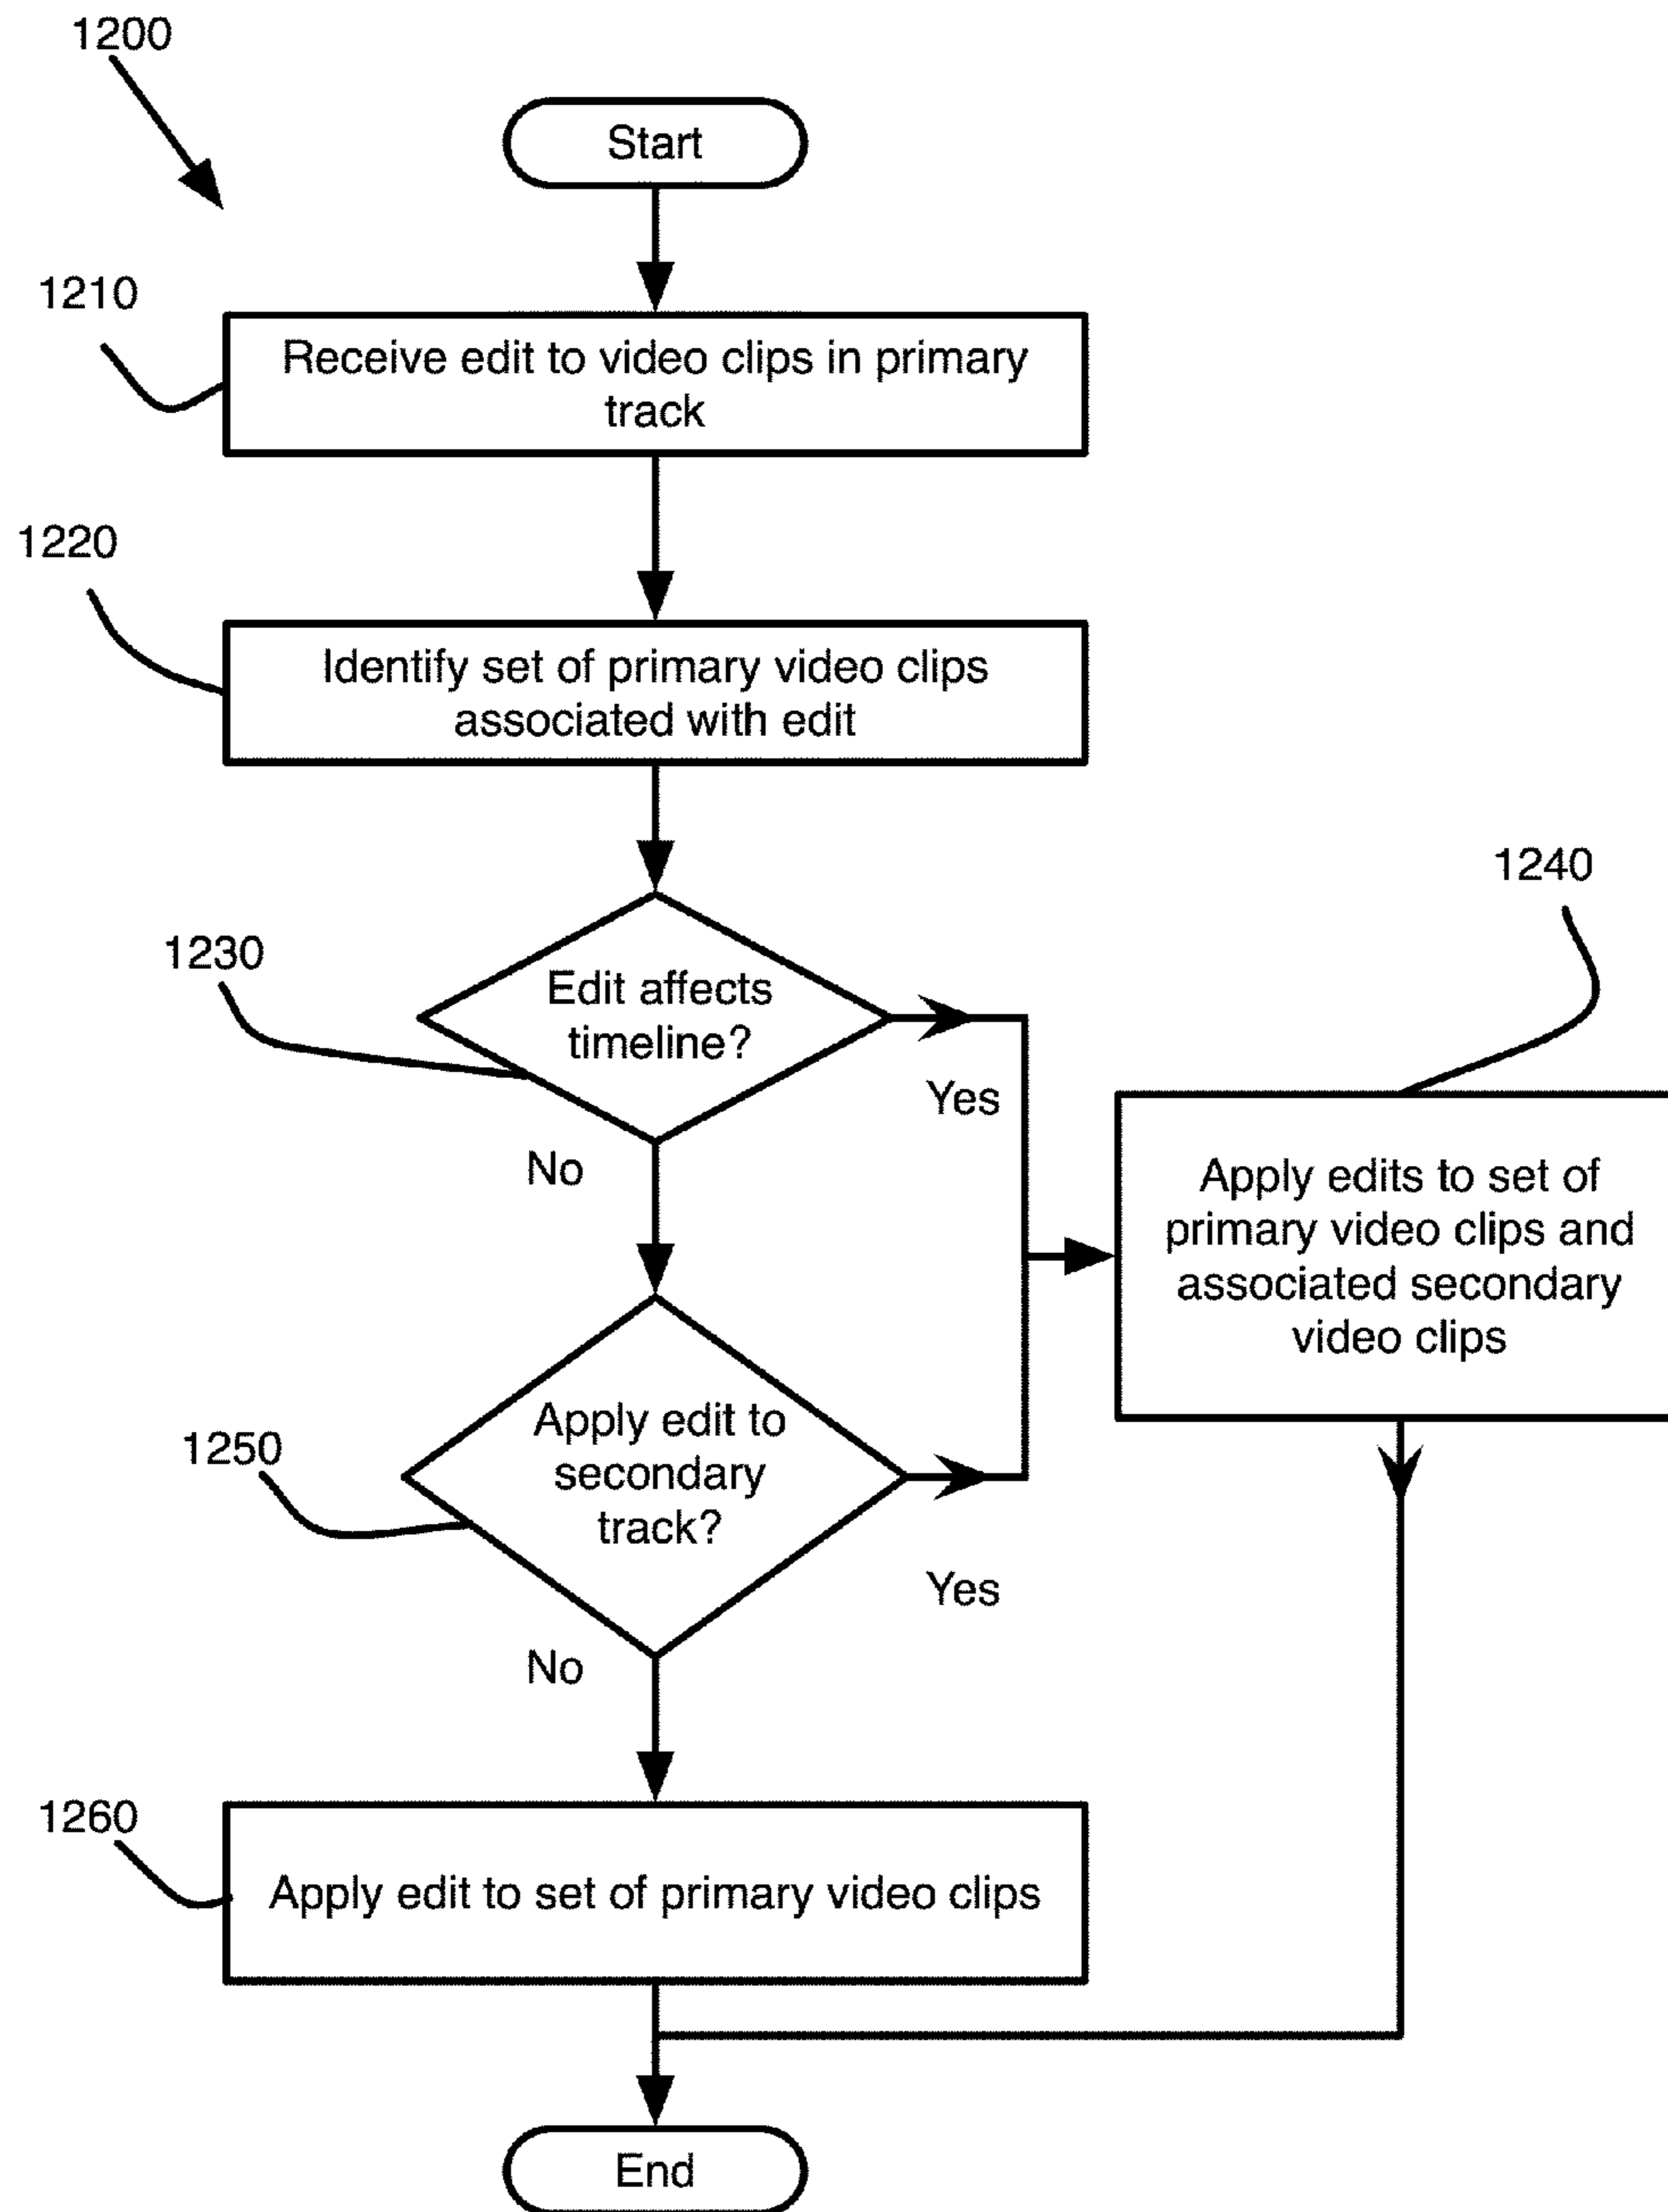 1200
Start
1210
Receive edit to video clips in primary
track
1220
Identify set of primary video clips
associated with edit
1230
Edit affects
timeline?
Yes
No
1240
Apply edits to set of
primary video clips and
associated secondary
video clips
1250
Apply edit to
secondary
track?
Yes
No
1260
Apply edit to set of primary video clips
End